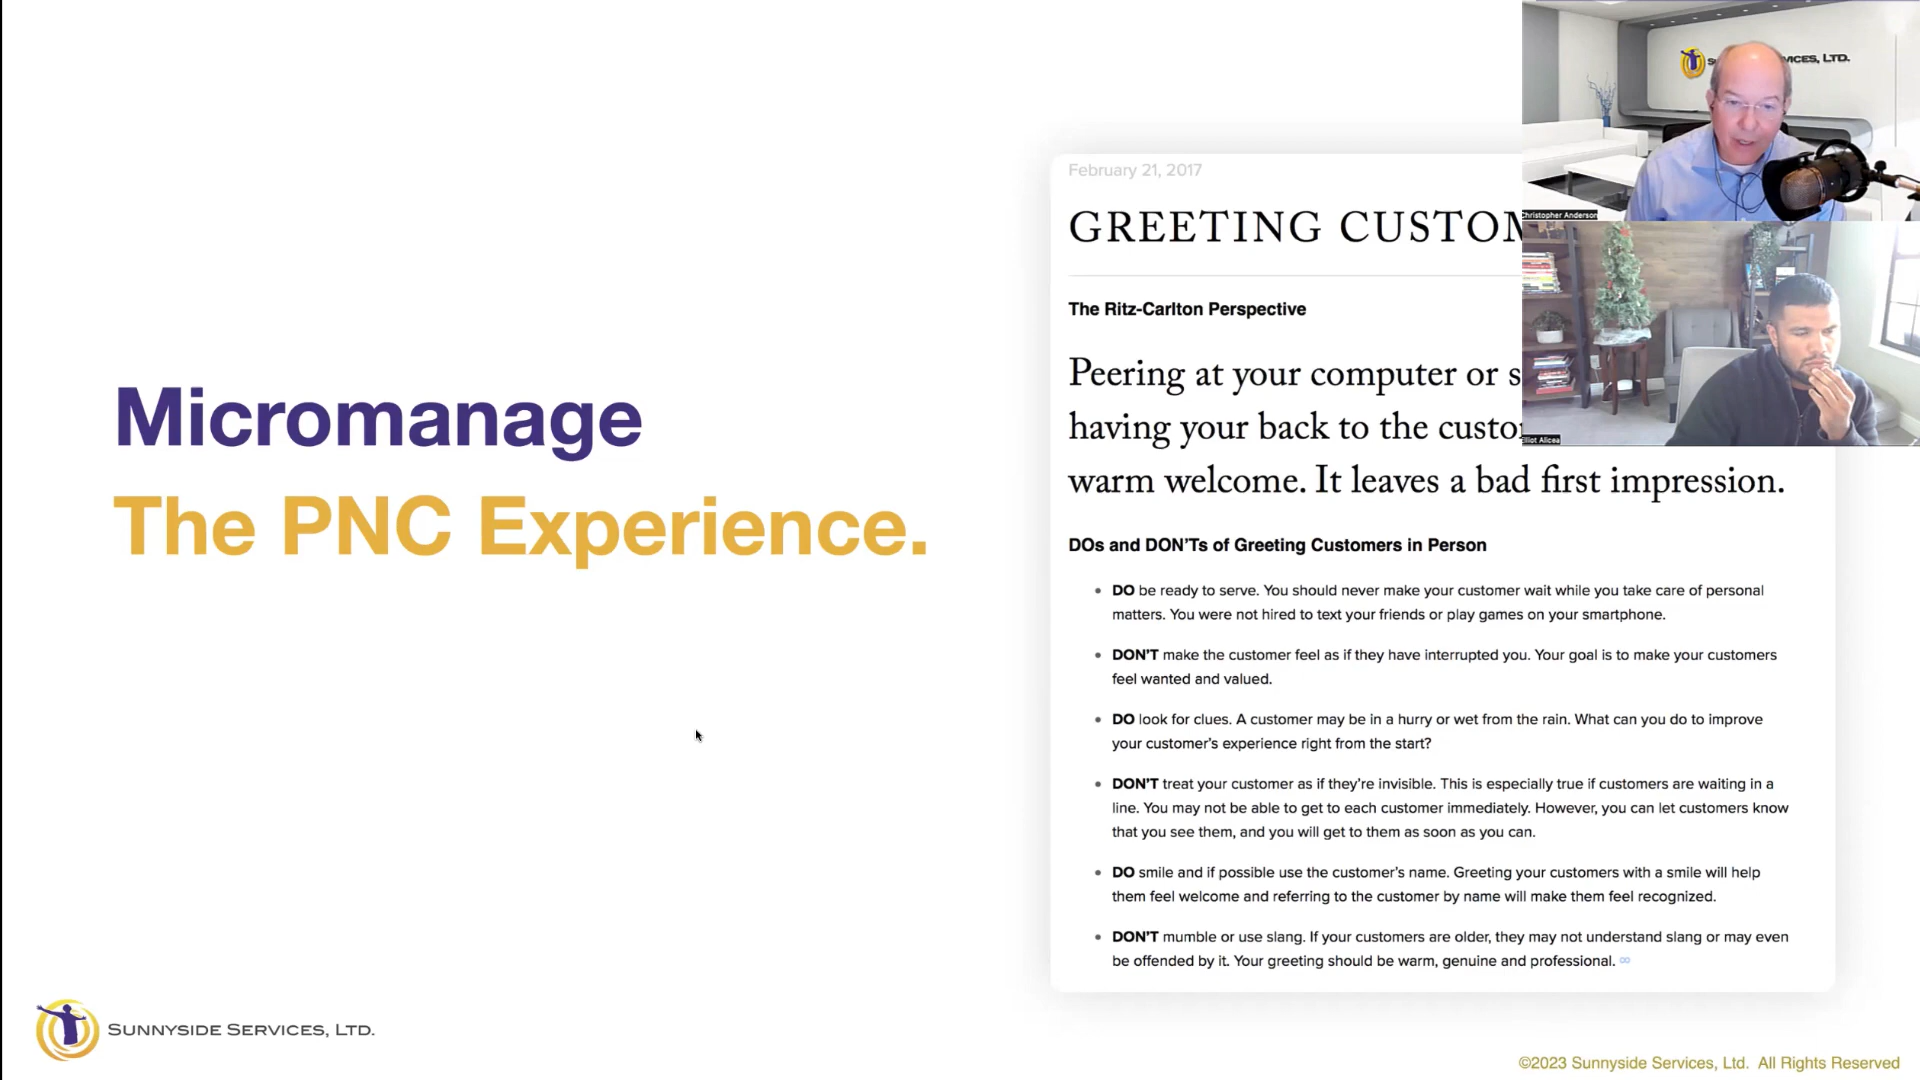 Micromanage
The PNC Experience.
February 21, 2017
GREETING CUSTOM
The Ritz-Carlton Perspective
Peering at your computer or s
having your back to the custo
warm welcome. It leaves a bad first impression.
DOs and DON'Ts of Greeting Customers in Person
• DO be ready to serve. You should never make your customer wait while you take care of personal
matters. You were not hired to text your friends or play games on your smartphone.
• DON'T make the customer feel as if they have interrupted you. Your goal is to make your customers
feel wanted and valued.
• DO look for clues. A customer may be in a hurry or wet from the rain. What can you do to improve
your customer's experience right from the start?
• DON'T treat your customer as if they're invisible. This is especially true if customers are waiting in a
line. You may not be able to get to each customer immediately. However, you can let customers know
that you see them, and you will get to them as soon as you can.
• DO smile and if possible use the customer's name. Greeting your customers with a smile will help
them feel welcome and referring to the customer by name will make them feel recognized.
• DON'T mumble or use slang. If your customers are older, they may not understand slang or may even
be offended by it. Your greeting should be warm, genuine and professional. ∞
S VICES, LTD.
Christopher Anderson
Elliot Alicea
SUNNYSIDE SERVICES, LTD.
©2023 Sunnyside Services, Ltd. All Rights Reserved